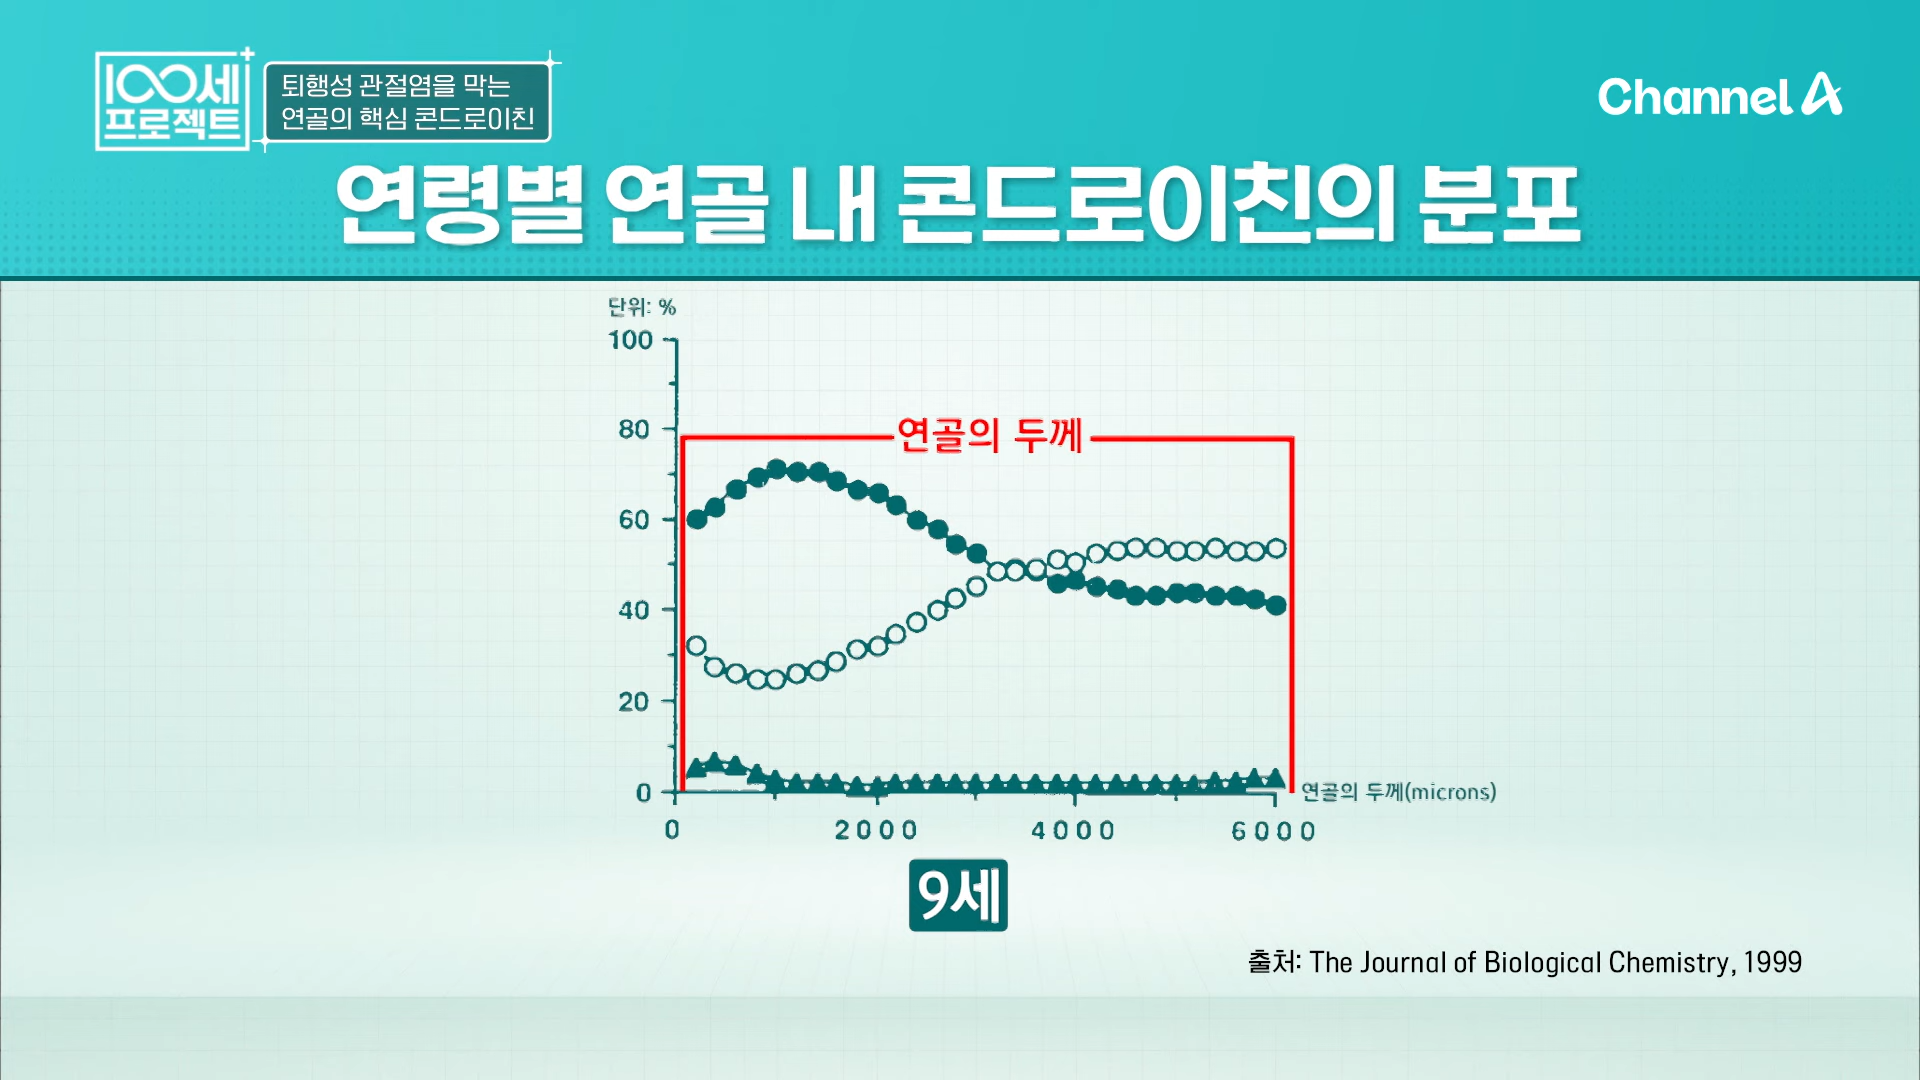 100세
프로젝트
퇴행성 관절염을 막는
연골의 핵심 콘드로이친
Channel A
연령별 연골 내 콘드로이친의 분포
단위: %
100
80
60
40
20
0
연골의 두께
연골의 두께(microns)
0 2000 4000 6000
9세
출처: The Journal of Biological Chemistry, 1999